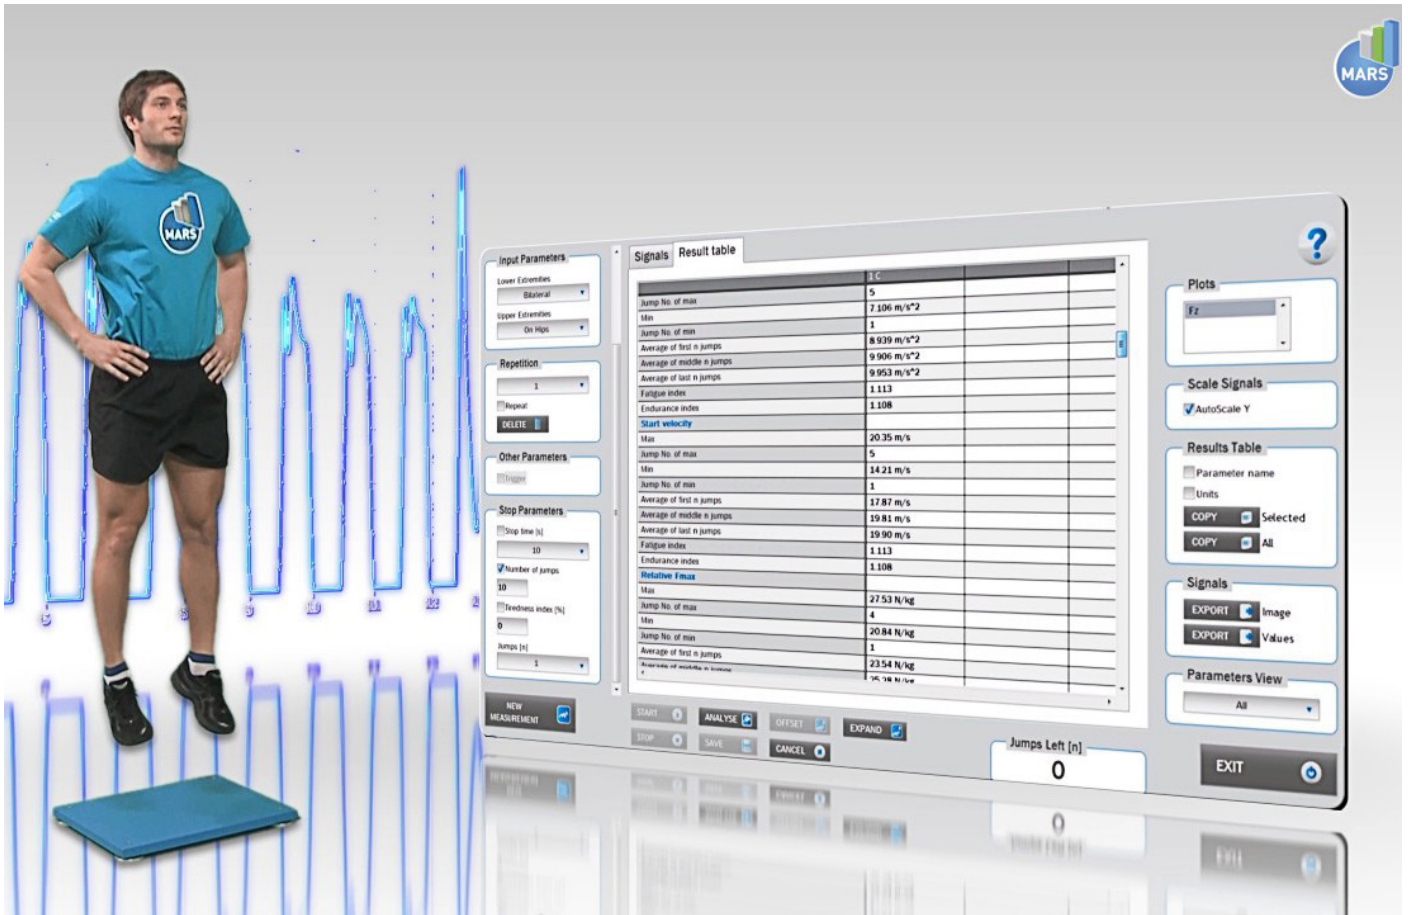 MARS
MARS
Input Parameters
Lower Extremities
Bilateral
Upper Extremities
On Hips
Repetition
1
Repeat
DELETE
Other Parameters
Trigger
Stop Parameters
Stop time [s]
10
Number of jumps
10
Tiredness index [%]
0
Jumps [n]
1
NEW
MEASUREMENT
Signals Result table
1 C
Jump No. of max 5
Min 7.106 m/s^2
Jump No. of min 1
Average of first n jumps 8.939 m/s^2
Average of middle n jumps 9.906 m/s^2
Average of last n jumps 9.953 m/s^2
Fatigue index 1.113
Endurance index 1.108
Start velocity
Max 20.35 m/s
Jump No. of max 5
Min 14.21 m/s
Jump No. of min 1
Average of first n jumps 17.87 m/s
Average of middle n jumps 19.81 m/s
Average of last n jumps 19.90 m/s
Fatigue index 1.113
Endurance index 1.108
Relative Fmax
Max 27.53 N/kg
Jump No. of max 4
Min 20.84 N/kg
Jump No. of min 1
Average of first n jumps 23.54 N/kg
Average of middle n jumps 25.28 N/kg
START ANALYSE OFFSET EXPAND
STOP SAVE CANCEL
Jumps Left [n]
0
?
Plots
Fz
Scale Signals
AutoScale Y
Results Table
Parameter name
Units
COPY Selected
COPY All
Signals
EXPORT Image
EXPORT Values
Parameters View
All
EXIT